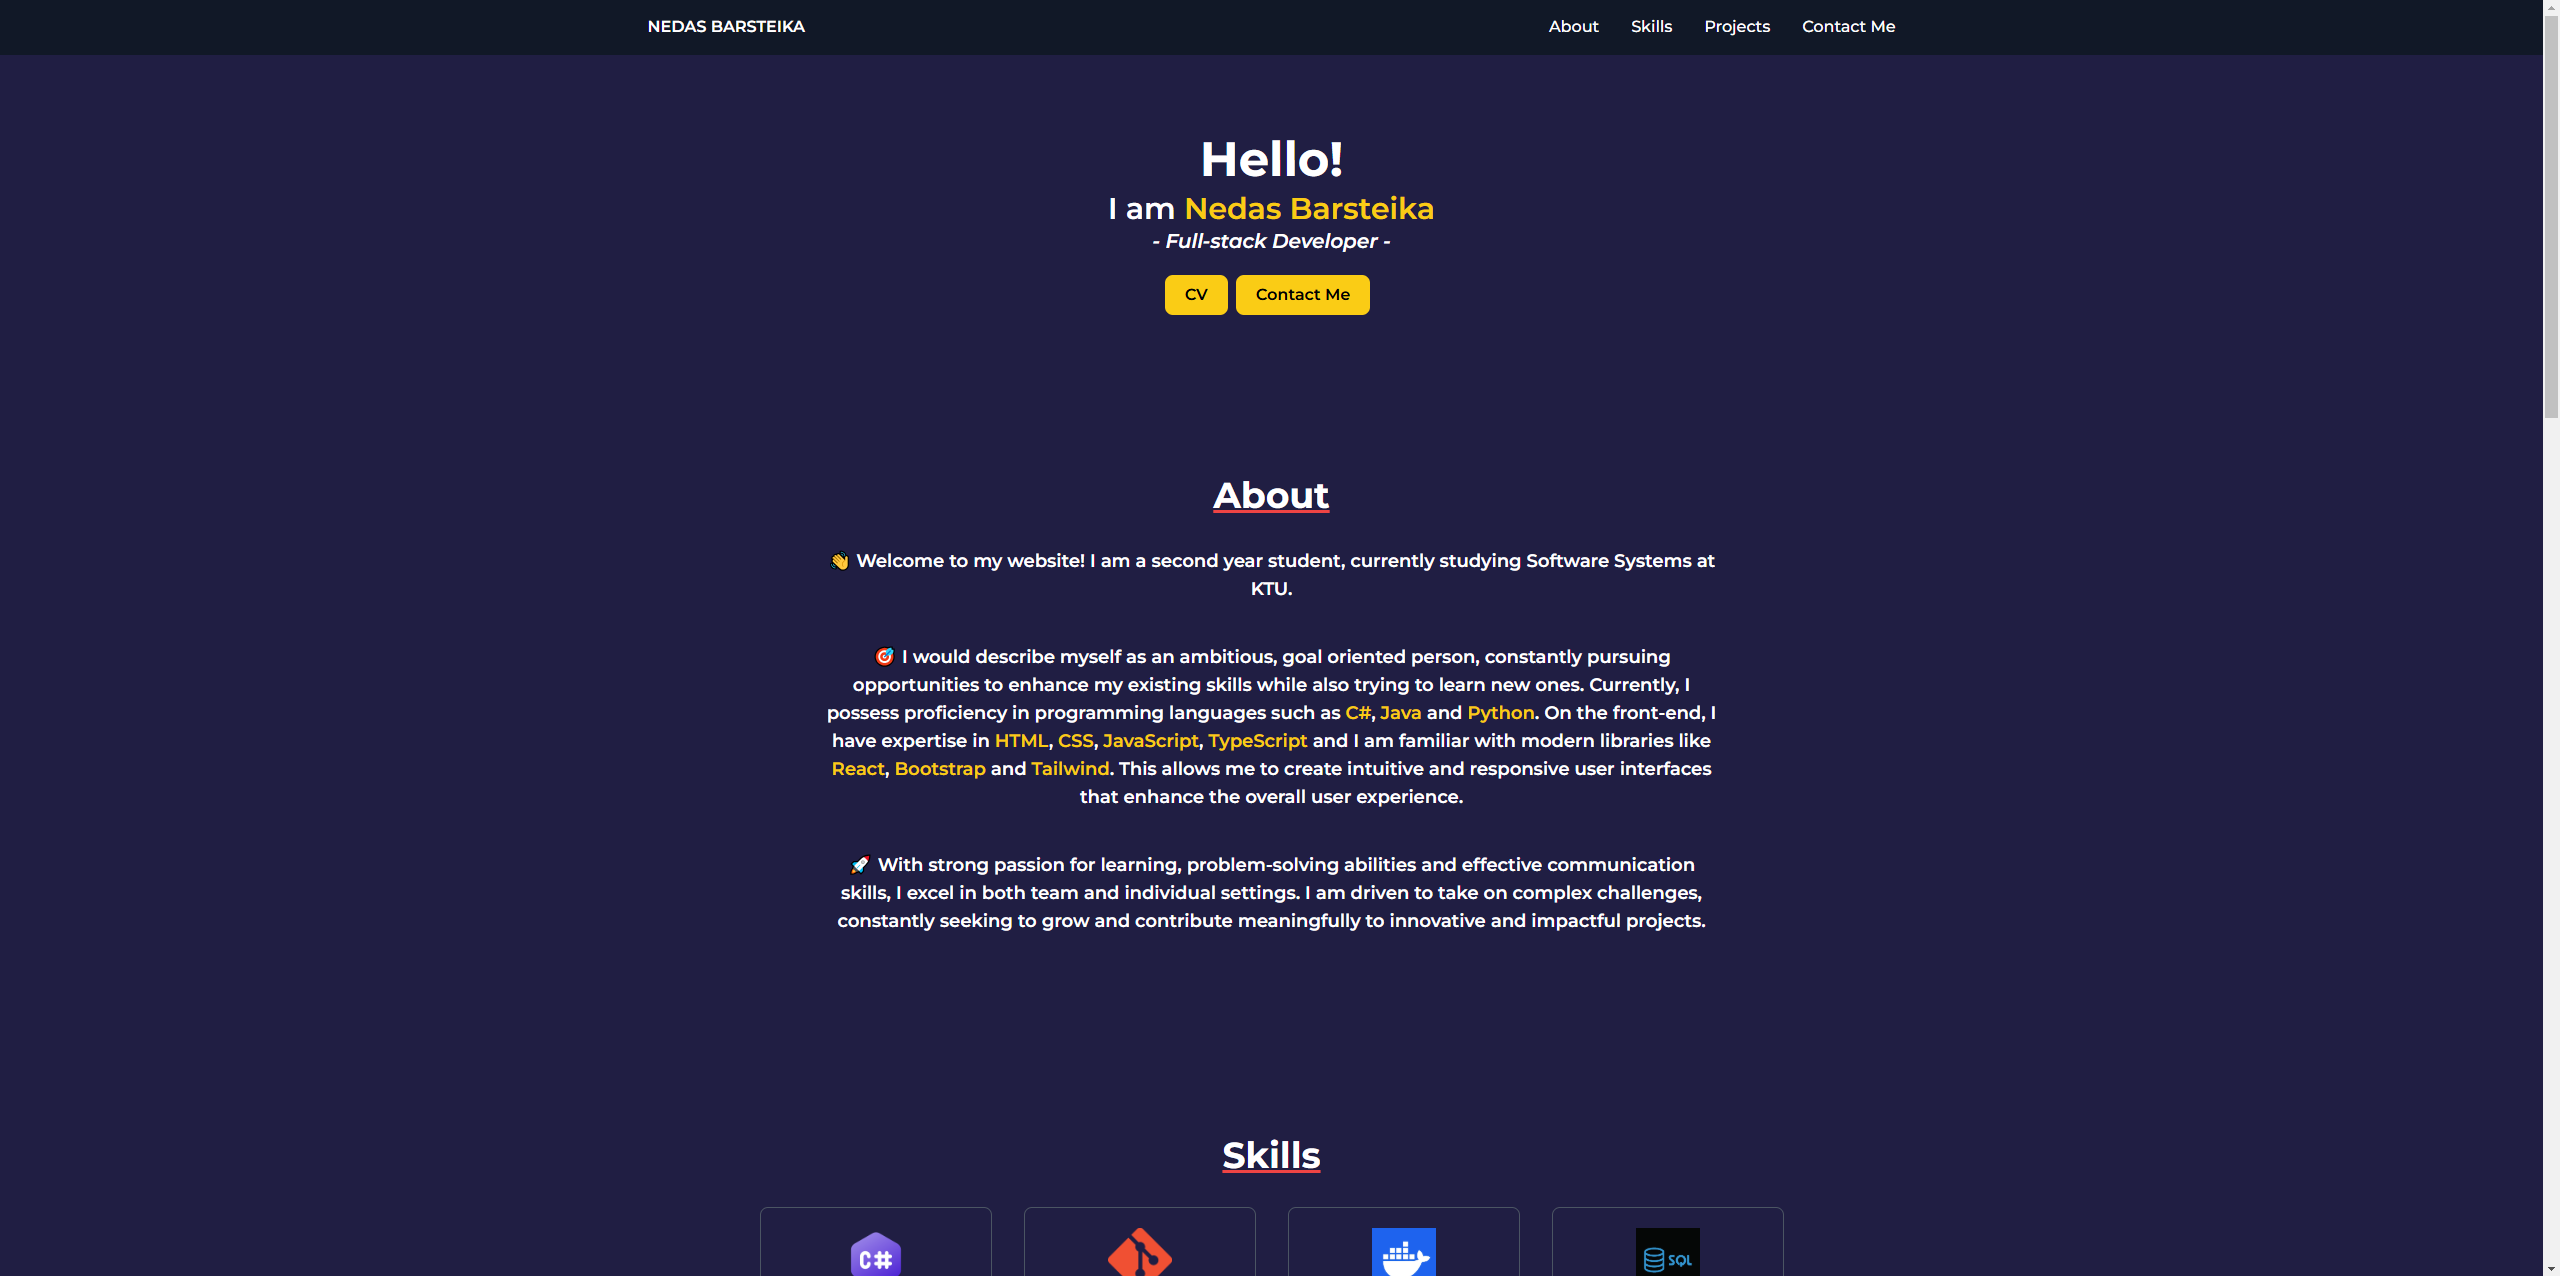 NEDAS BARSTEIKA
About
Skills
Projects
Contact Me
Hello!
I am Nedas Barsteika
- Full-stack Developer -
CV
Contact Me
About
👋 Welcome to my website! I am a second year student, currently studying Software Systems at
KTU.
🎯 I would describe myself as an ambitious, goal oriented person, constantly pursuing
opportunities to enhance my existing skills while also trying to learn new ones. Currently, I
possess proficiency in programming languages such as C#, Java and Python. On the front-end, I
have expertise in HTML, CSS, JavaScript, TypeScript and I am familiar with modern libraries like
React, Bootstrap and Tailwind. This allows me to create intuitive and responsive user interfaces
that enhance the overall user experience.
🚀 With strong passion for learning, problem-solving abilities and effective communication
skills, I excel in both team and individual settings. I am driven to take on complex challenges,
constantly seeking to grow and contribute meaningfully to innovative and impactful projects.
Skills
C#
SQL